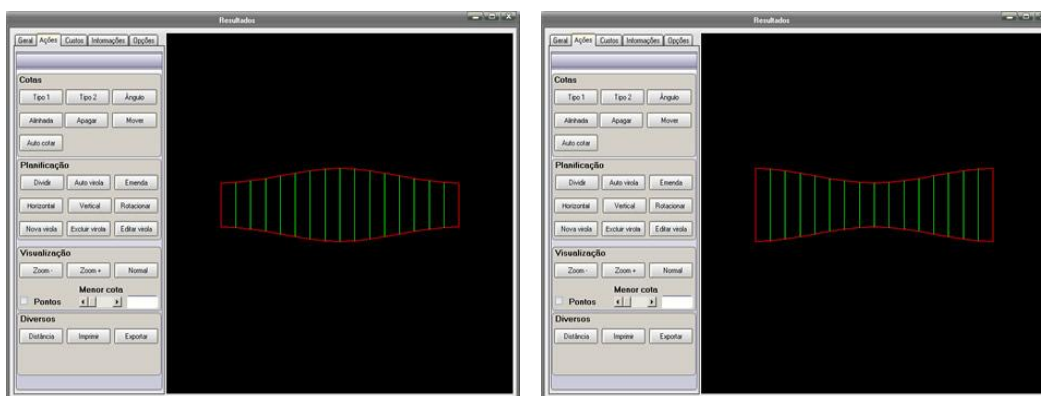 Resultados
Geral Ações Custos Informações Opções
Cotas
Tipo 1 Tipo 2 Ângulo
Alinhada Apagar Mover
Auto cotar
Planificação
Dividir Auto virola Emenda
Horizontal Vertical Rotacionar
Nova virola Excluir virola Editar virola
Visualização
Zoom - Zoom + Normal
Menor cota
Pontos
Diversos
Distância Imprimir Exportar
Resultados
Geral Ações Custos Informações Opções
Cotas
Tipo 1 Tipo 2 Ângulo
Alinhada Apagar Mover
Auto cotar
Planificação
Dividir Auto virola Emenda
Horizontal Vertical Rotacionar
Nova virola Excluir virola Editar virola
Visualização
Zoom - Zoom + Normal
Menor cota
Pontos
Diversos
Distância Imprimir Exportar